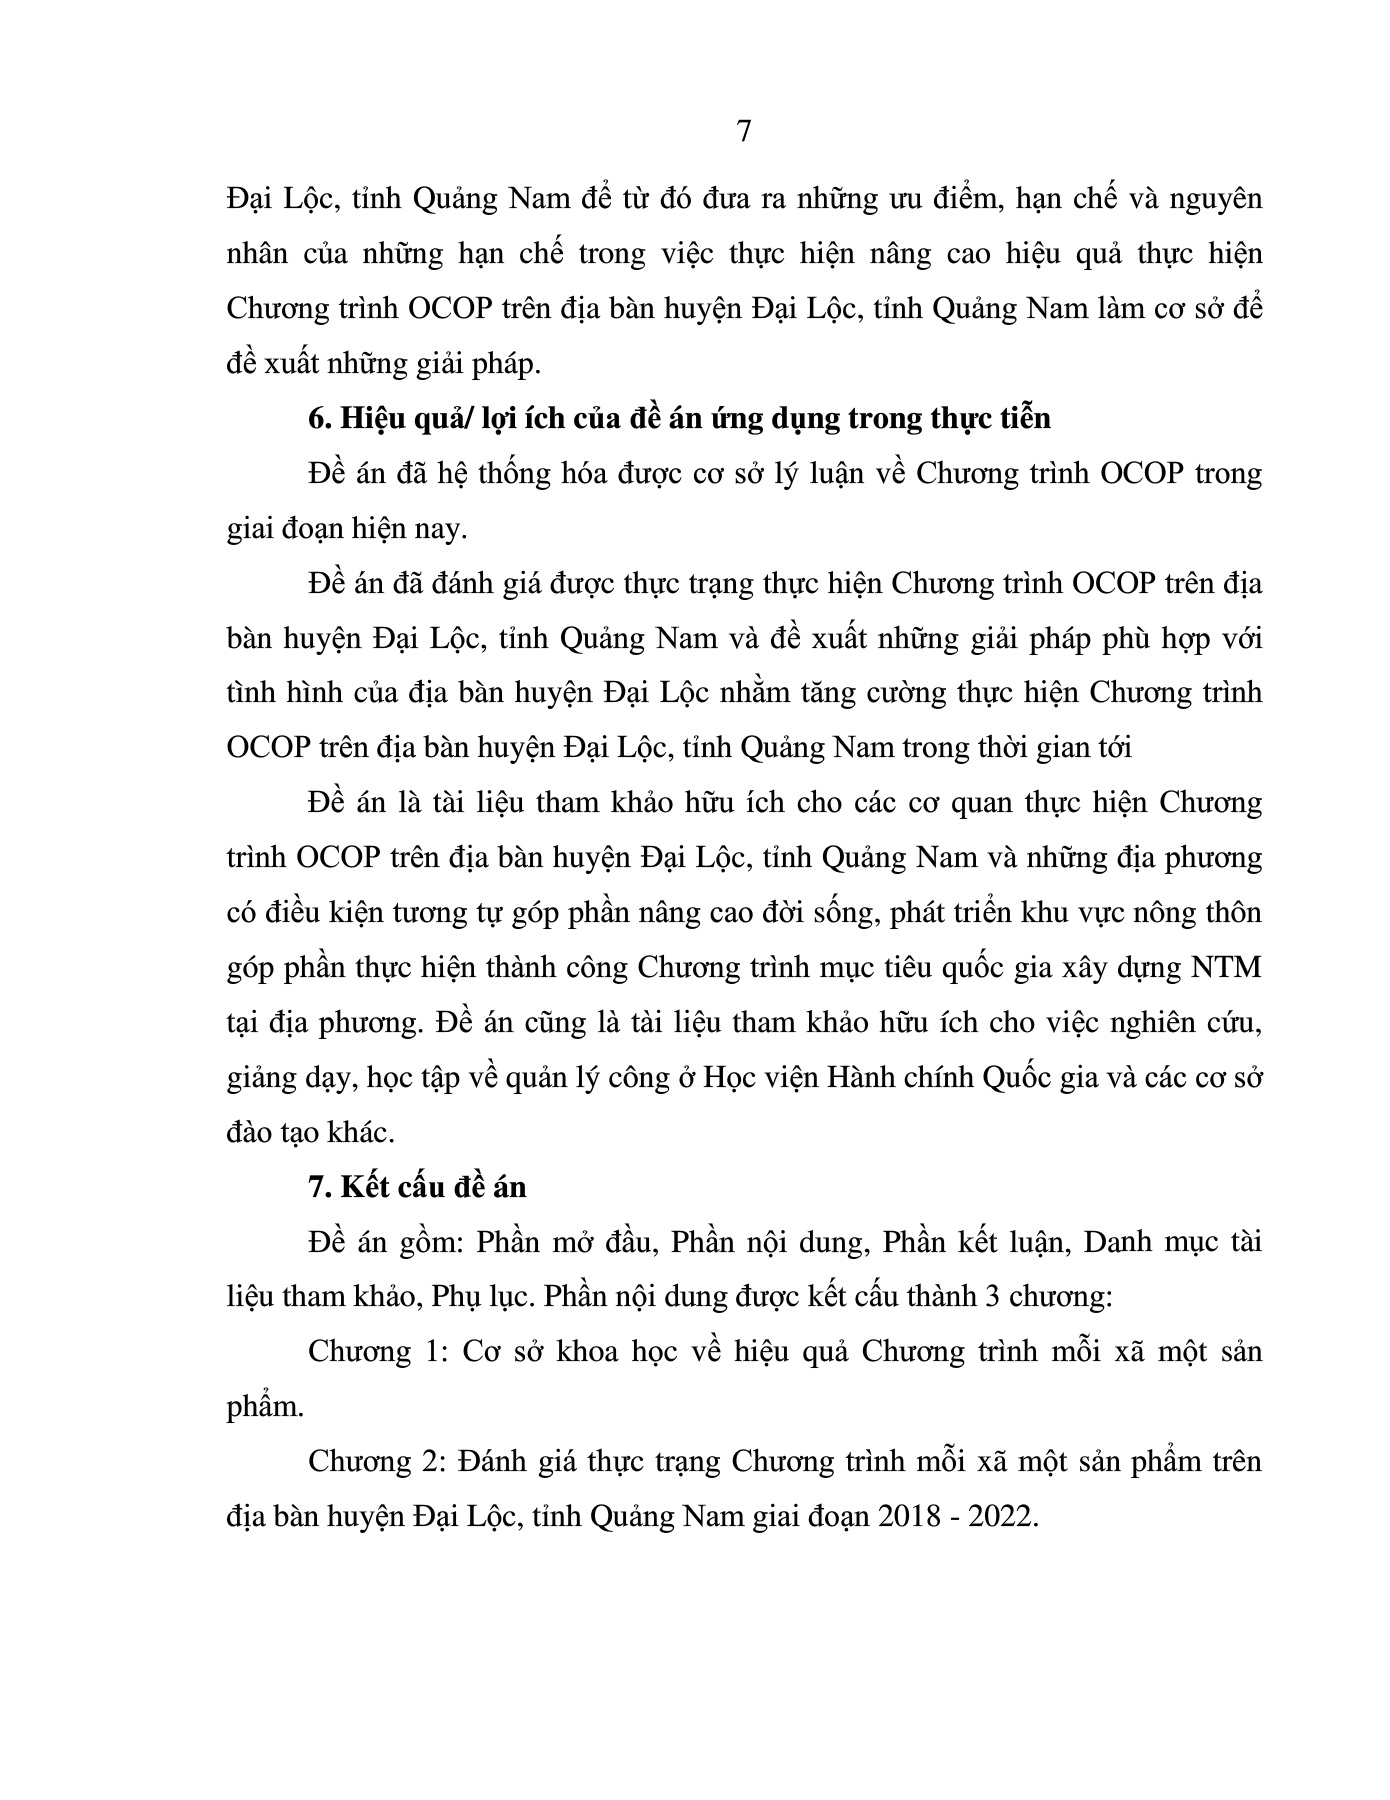 7
Đại Lộc, tỉnh Quảng Nam để từ đó đưa ra những ưu điểm, hạn chế và nguyên
nhân của những hạn chế trong việc thực hiện nâng cao hiệu quả thực hiện
Chương trình OCOP trên địa bàn huyện Đại Lộc, tỉnh Quảng Nam làm cơ sở để
đề xuất những giải pháp.
6. Hiệu quả/ lợi ích của đề án ứng dụng trong thực tiễn
Đề án đã hệ thống hóa được cơ sở lý luận về Chương trình OCOP trong
giai đoạn hiện nay.
Đề án đã đánh giá được thực trạng thực hiện Chương trình OCOP trên địa
bàn huyện Đại Lộc, tỉnh Quảng Nam và đề xuất những giải pháp phù hợp với
tình hình của địa bàn huyện Đại Lộc nhằm tăng cường thực hiện Chương trình
OCOP trên địa bàn huyện Đại Lộc, tỉnh Quảng Nam trong thời gian tới
Đề án là tài liệu tham khảo hữu ích cho các cơ quan thực hiện Chương
trình OCOP trên địa bàn huyện Đại Lộc, tỉnh Quảng Nam và những địa phương
có điều kiện tương tự góp phần nâng cao đời sống, phát triển khu vực nông thôn
góp phần thực hiện thành công Chương trình mục tiêu quốc gia xây dựng NTM
tại địa phương. Đề án cũng là tài liệu tham khảo hữu ích cho việc nghiên cứu,
giảng dạy, học tập về quản lý công ở Học viện Hành chính Quốc gia và các cơ sở
đào tạo khác.
7. Kết cấu đề án
Đề án gồm: Phần mở đầu, Phần nội dung, Phần kết luận, Danh mục tài
liệu tham khảo, Phụ lục. Phần nội dung được kết cấu thành 3 chương:
Chương 1: Cơ sở khoa học về hiệu quả Chương trình mỗi xã một sản
phẩm.
Chương 2: Đánh giá thực trạng Chương trình mỗi xã một sản phẩm trên
địa bàn huyện Đại Lộc, tỉnh Quảng Nam giai đoạn 2018 - 2022.